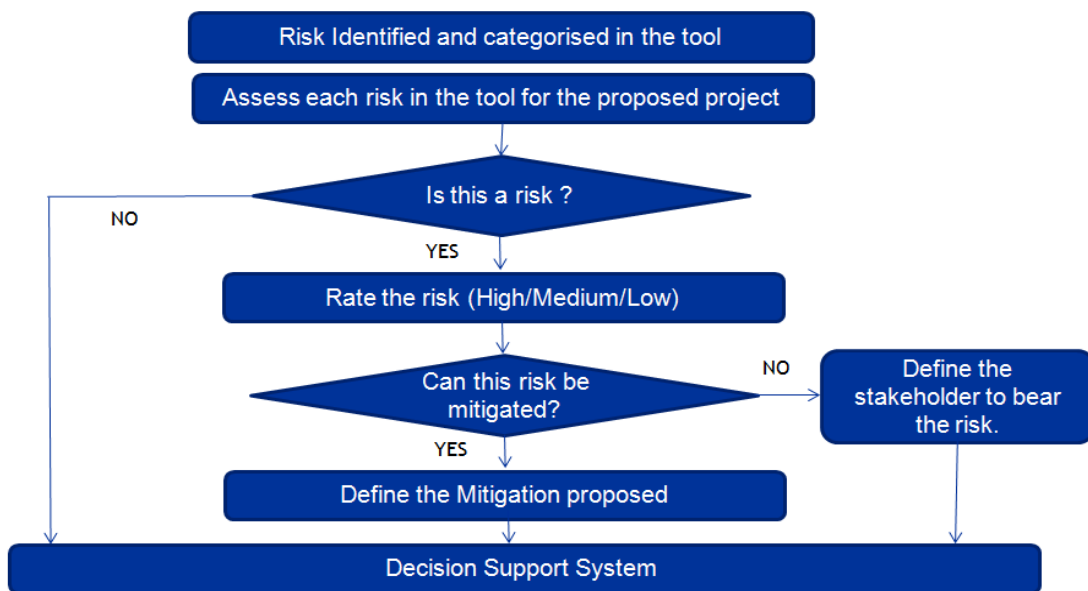 Risk Identified and categorised in the tool
Assess each risk in the tool for the proposed project
Is this a risk ?
NO
YES
Rate the risk (High/Medium/Low)
Can this risk be
mitigated?
NO
Define the
stakeholder to bear
the risk.
YES
Define the Mitigation proposed
Decision Support System